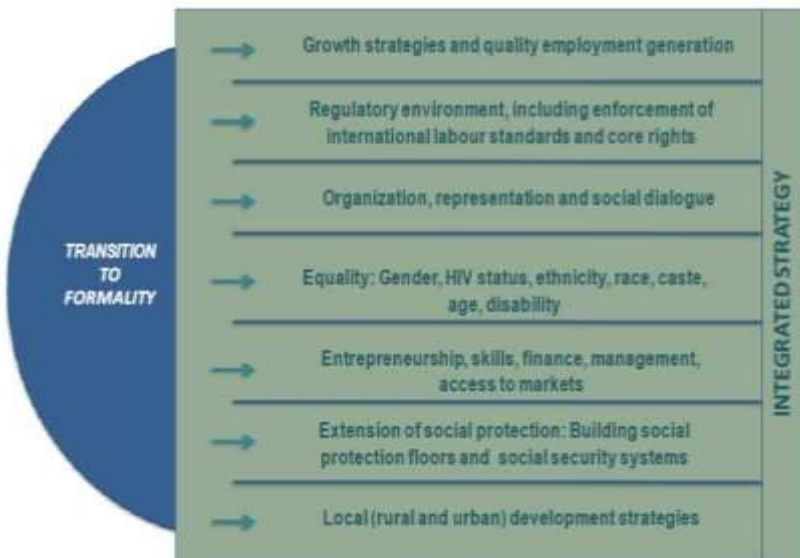 TRANSITION
TO
FORMALITY
Growth strategies and quality employment generation
Regulatory environment, including enforcement of
international labour standards and core rights
Organization, representation and social dialogue
Equality: Gender, HIV status, ethnicity, race, caste,
age, disability
Entrepreneurship, skills, finance, management,
access to markets
Extension of social protection: Building social
protection floors and social security systems
Local (rural and urban) development strategies
INTEGRATED STRATEGY